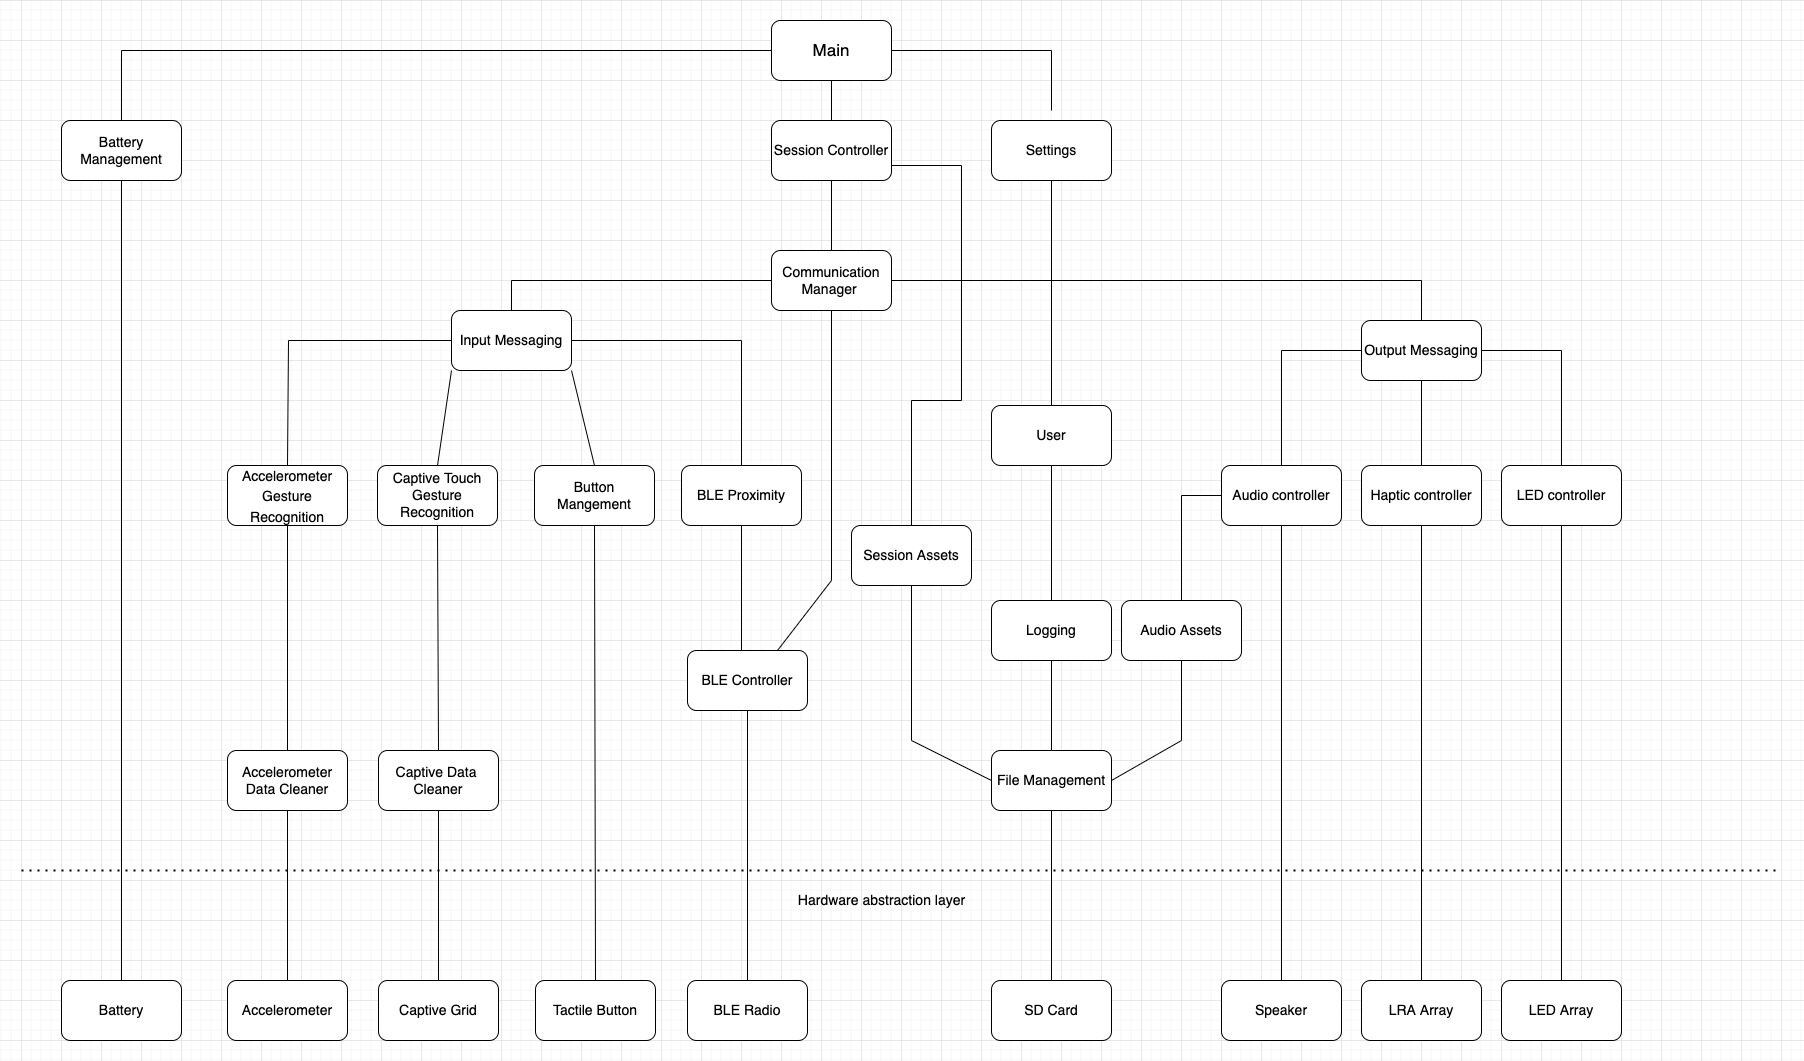 Main
Battery
Management
Session Controller
Settings
Communication
Manager
Input Messaging
Output Messaging
User
Accelerometer
Gesture
Recognition
Captive Touch
Gesture
Recognition
Button
Mangement
BLE Proximity
Audio controller
Haptic controller
LED controller
Session Assets
Logging
Audio Assets
BLE Controller
Accelerometer
Data Cleaner
Captive Data
Cleaner
File Management
Hardware abstraction layer
Battery
Accelerometer
Captive Grid
Tactile Button
BLE Radio
SD Card
Speaker
LRA Array
LED Array